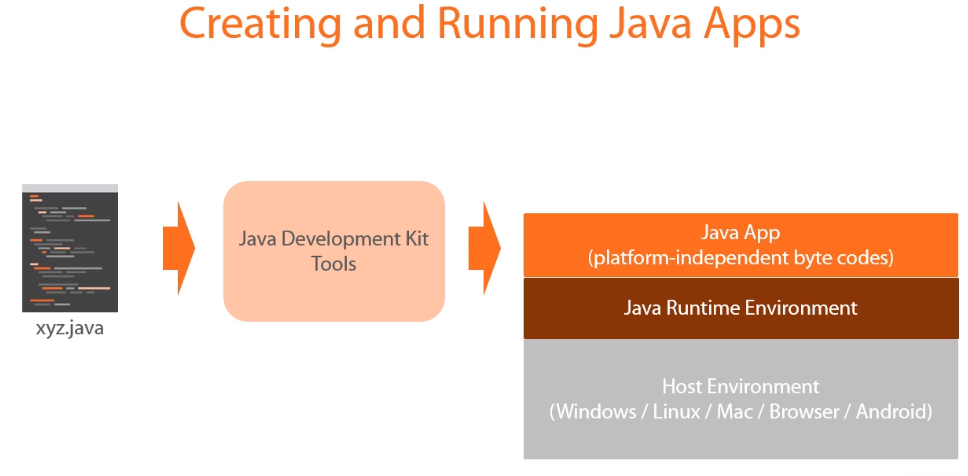 Creating and Running Java Apps
xyz.java
Java Development Kit
Tools
Java App
(platform-independent byte codes)
Java Runtime Environment
Host Environment
(Windows / Linux / Mac / Browser / Android)